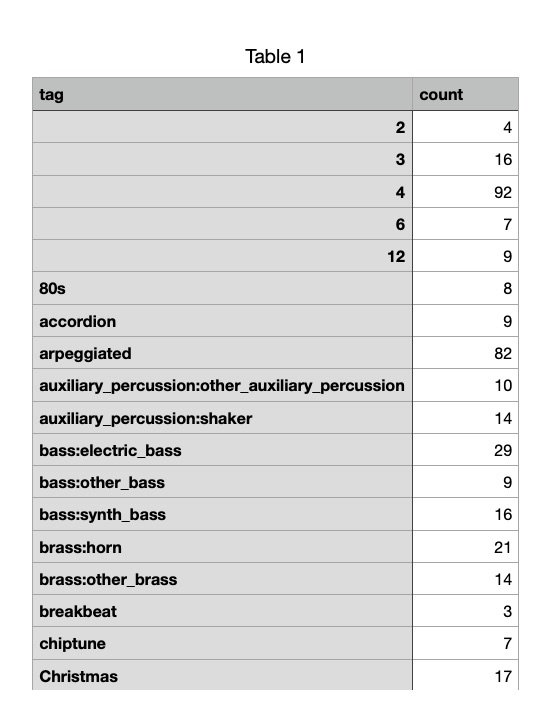 Table 1
tag count
2 4
3 16
4 92
6 7
12 9
80s 8
accordion 9
arpeggiated 82
auxiliary_percussion:other_auxiliary_percussion 10
auxiliary_percussion:shaker 14
bass:electric_bass 29
bass:other_bass 9
bass:synth_bass 16
brass:horn 21
brass:other_brass 14
breakbeat 3
chiptune 7
Christmas 17